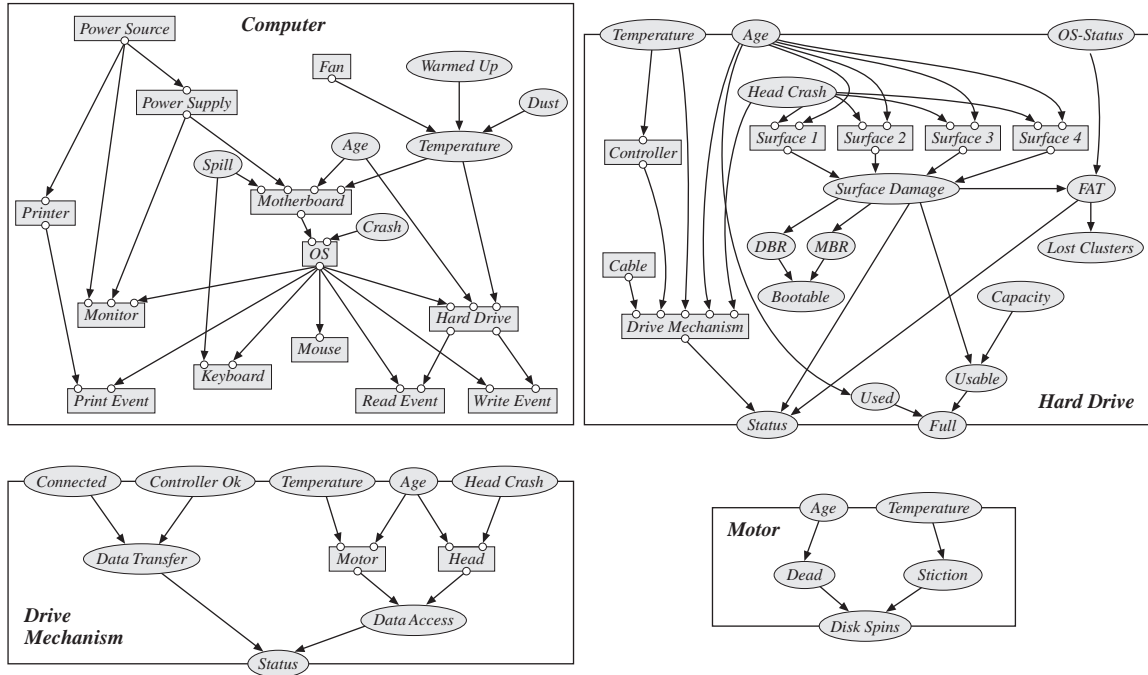 Computer
Power Source
Fan
Warmed Up
Power Supply
Dust
Age
Temperature
Spill
Motherboard
Printer
Crash
OS
Monitor
Hard Drive
Mouse
Keyboard
Print Event
Read Event
Write Event
Temperature
Age
OS-Status
Head Crash
Surface 1
Surface 2
Surface 3
Surface 4
Controller
Surface Damage
FAT
DBR
MBR
Lost Clusters
Cable
Bootable
Capacity
Drive Mechanism
Usable
Used
Hard Drive
Status
Full
Connected
Controller Ok
Temperature
Age
Head Crash
Data Transfer
Motor
Head
Drive
Mechanism
Data Access
Status
Age
Temperature
Motor
Dead
Stiction
Disk Spins